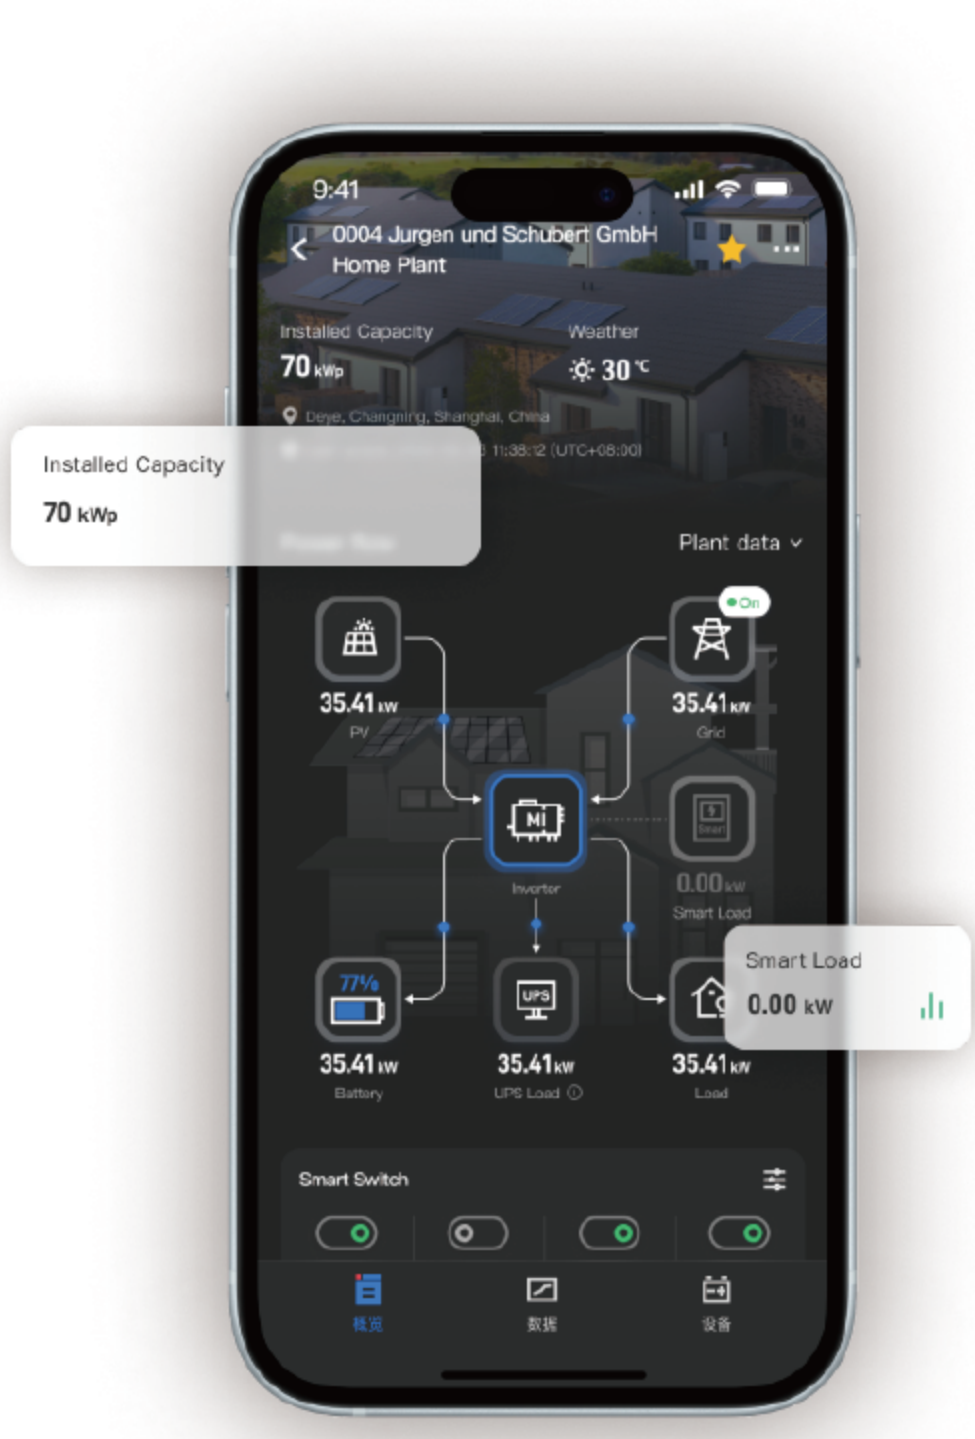 9:41
0004 Jurgen und Schubert GmbH
Home Plant
Installed Capacity
Weather
70 kWp
30 ℃
Deye, Changning, Shanghai, China
11:38:12 (UTC+08:00)
Installed Capacity
70 kWp
Power flow
Plant data
On
35.41 kW
PV
35.41 kW
Grid
MI
Smart
Inverter
0.00 kW
Smart Load
Smart Load
0.00 kW
77%
UPS
35.41 kW
Battery
35.41 kW
UPS Load
35.41 kW
Load
Smart Switch
概览
数据
设备